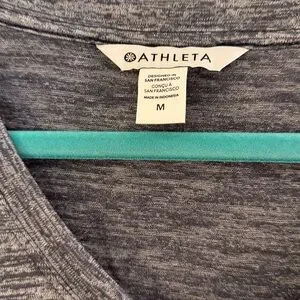 ATHLETA
DESIGNED IN
SAN FRANCISCO
CONÇU À
SAN FRANCISCO
MADE IN INDONESIA
M